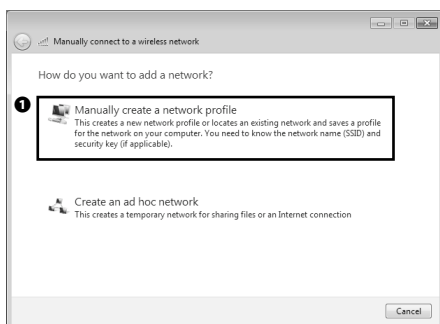 Manually connect to a wireless network
How do you want to add a network?
1
Manually create a network profile
This creates a new network profile or locates an existing network and saves a profile
for the network on your computer. You need to know the network name (SSID) and
security key (if applicable).
Create an ad hoc network
This creates a temporary network for sharing files or an Internet connection
Cancel